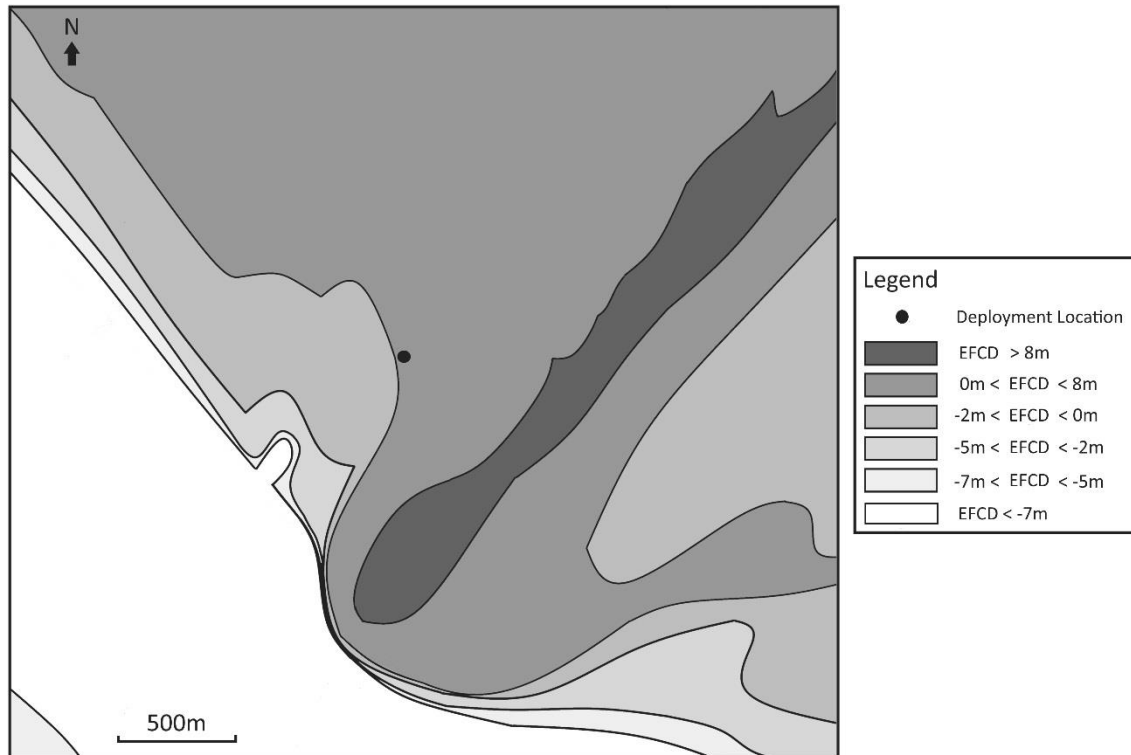 N
500m
Legend
Deployment Location
EFCD > 8m
0m < EFCD < 8m
-2m < EFCD < 0m
-5m < EFCD < -2m
-7m < EFCD < -5m
EFCD < -7m